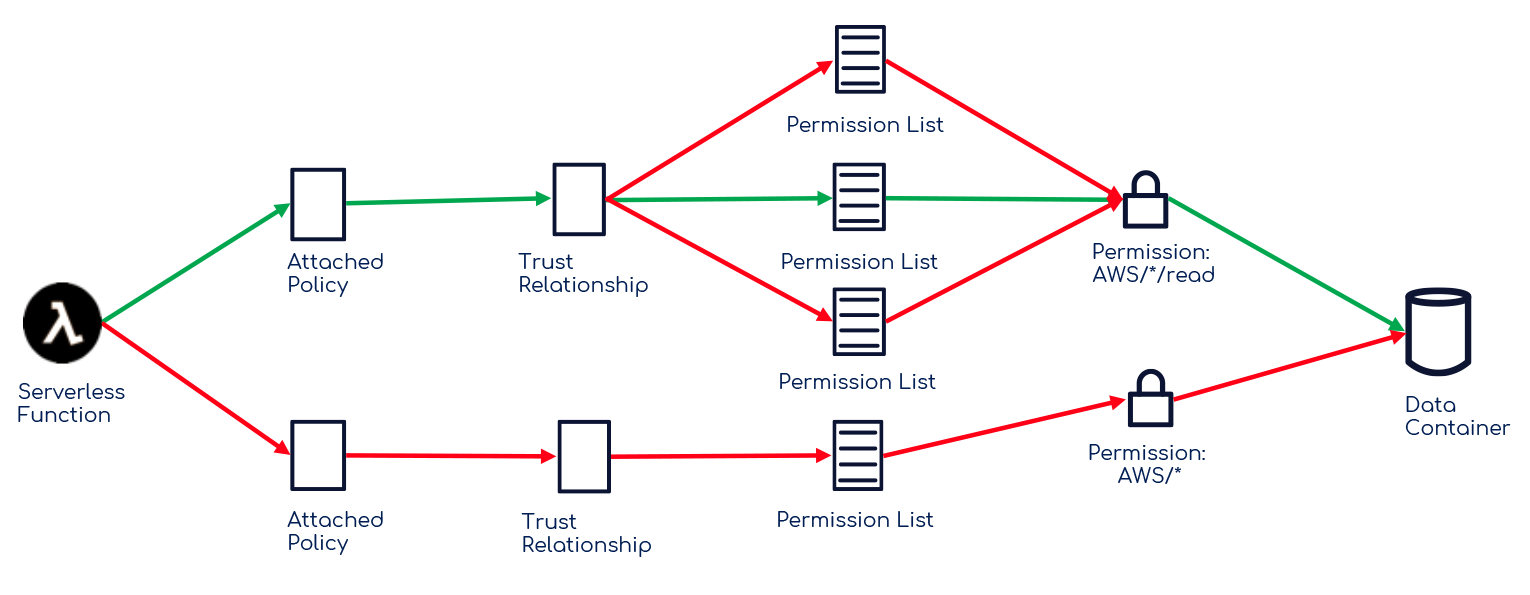 Permission List
Attached
Policy
Trust
Relationship
Permission List
Permission:
AWS/*/read
Serverless
Function
Permission List
Data
Container
Permission:
AWS/*
Attached
Policy
Trust
Relationship
Permission List